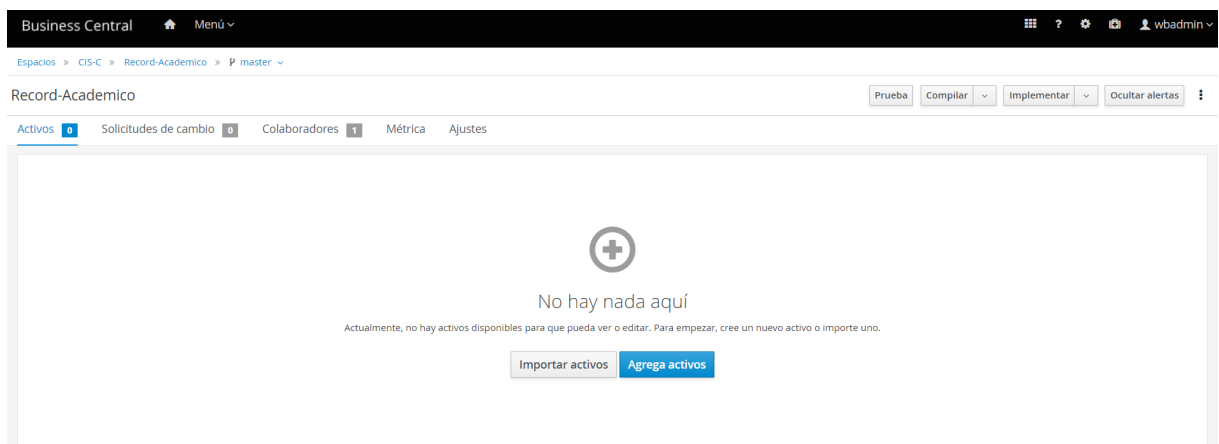 Business Central Menú ? wbadmin
Espacios » CIS-C » Record-Academico » master
Record-Academico Prueba Compilar Implementar Ocultar alertas
Activos 0 Solicitudes de cambio 0 Colaboradores 1 Métrica Ajustes
No hay nada aquí
Actualmente, no hay activos disponibles para que pueda ver o editar. Para empezar, cree un nuevo activo o importe uno.
Importar activos Agrega activos